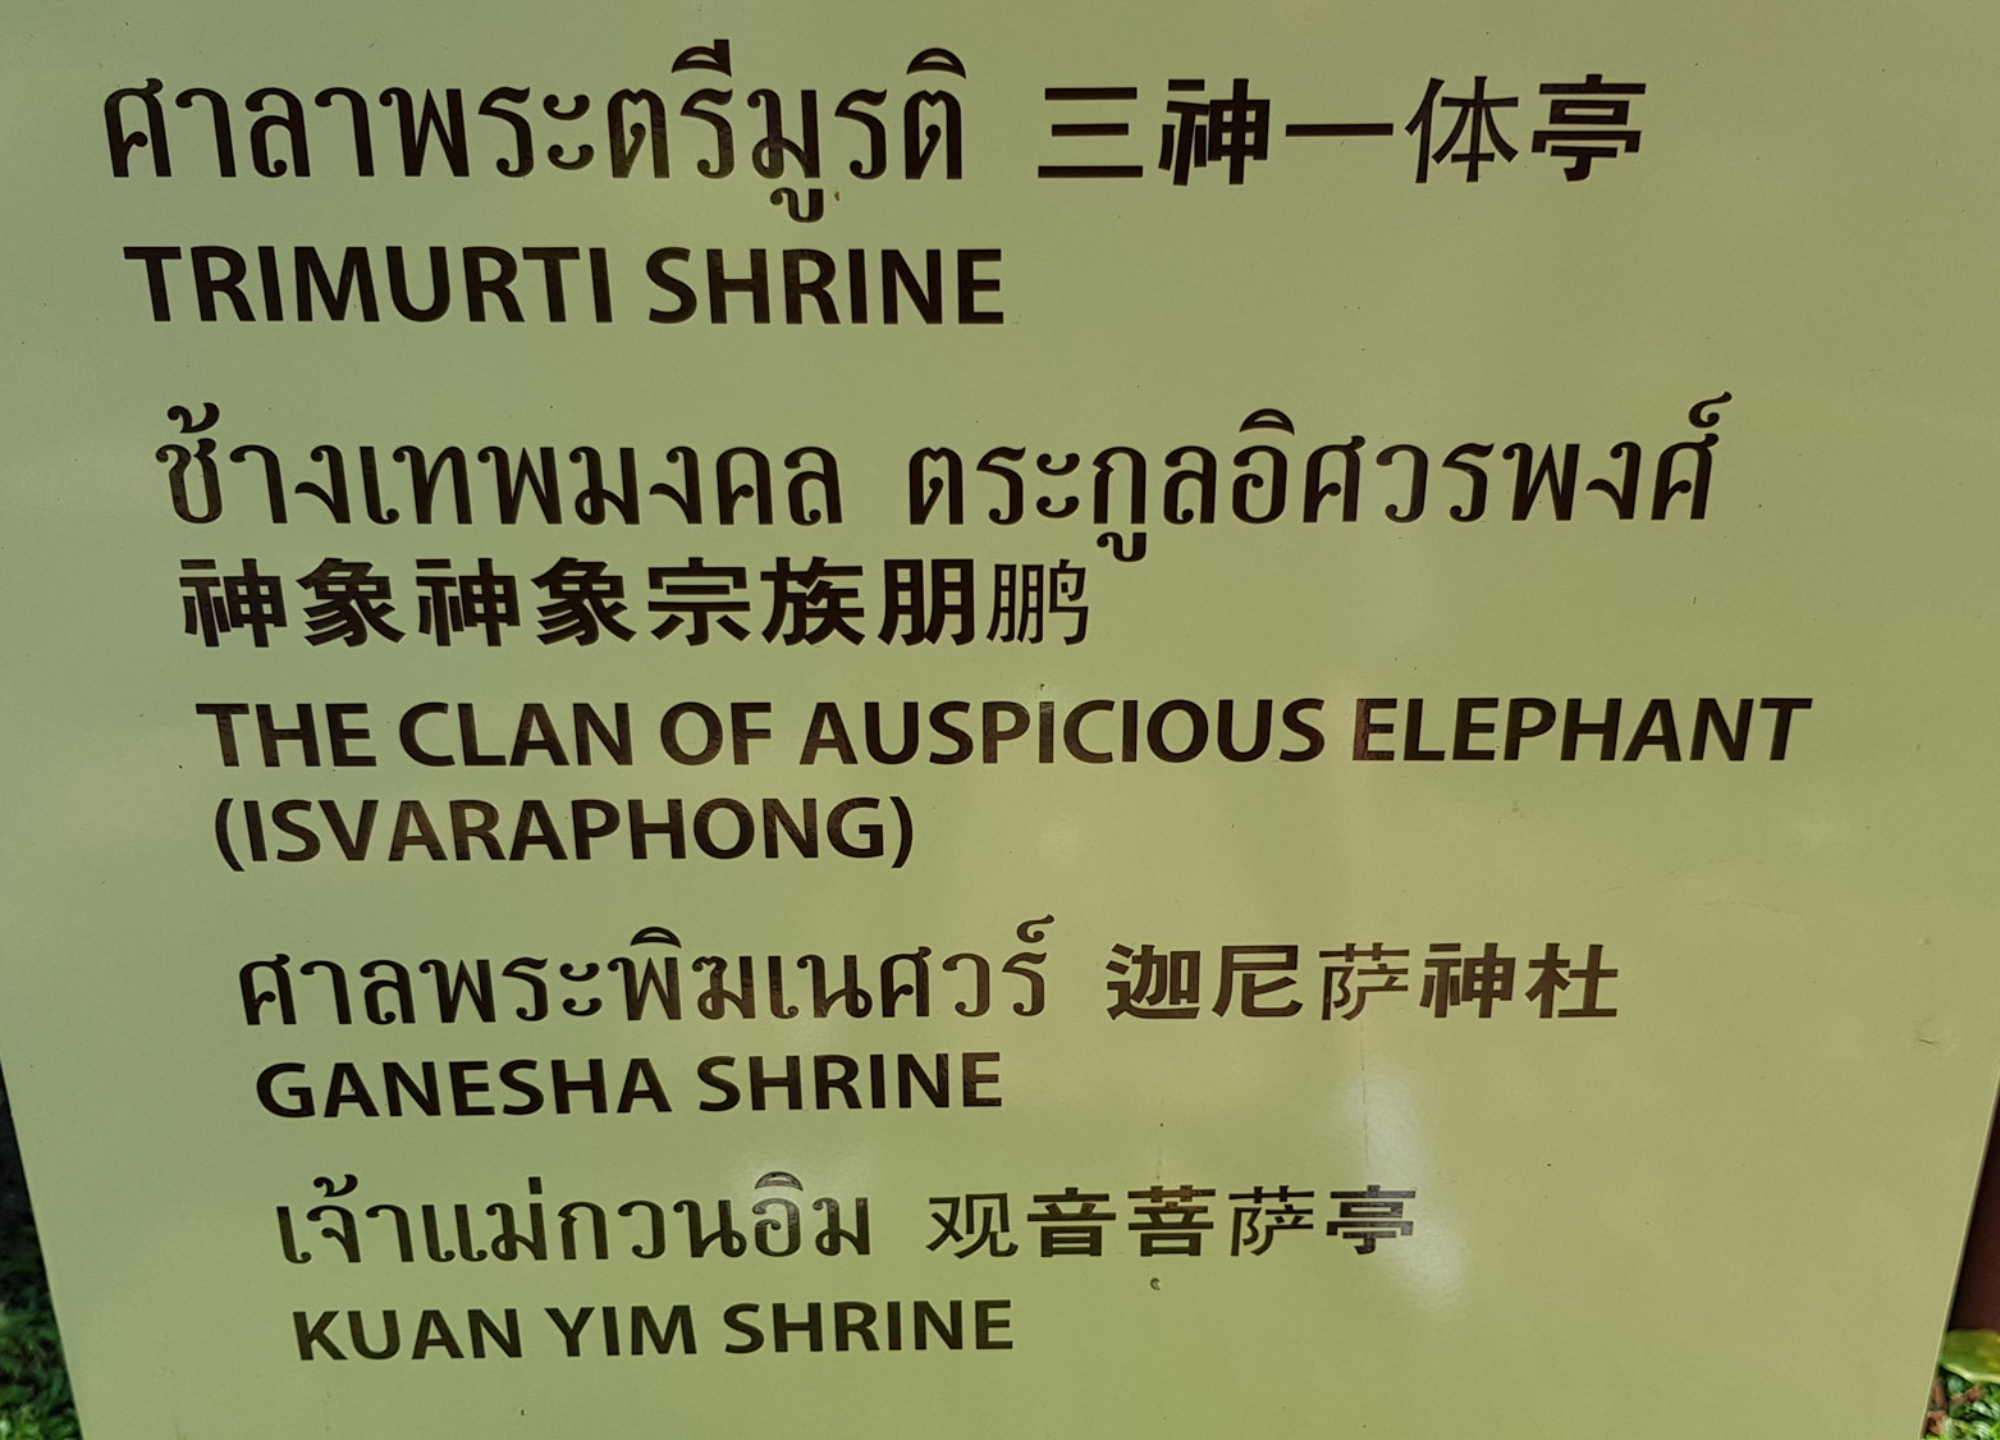 ศาลาพระตรีมูรติ 三神一体亭
TRIMURTI SHRINE
ช้างเทพมงคล ตระกูลอิศวรพงศ์
神象神象宗族朋鹏
THE CLAN OF AUSPICIOUS ELEPHANT
(ISVARAPHONG)
ศาลพระพิฆเนศวร์ 迦尼萨神杜
GANESHA SHRINE
เจ้าแม่กวนอิม 观音菩萨亭
KUAN YIM SHRINE